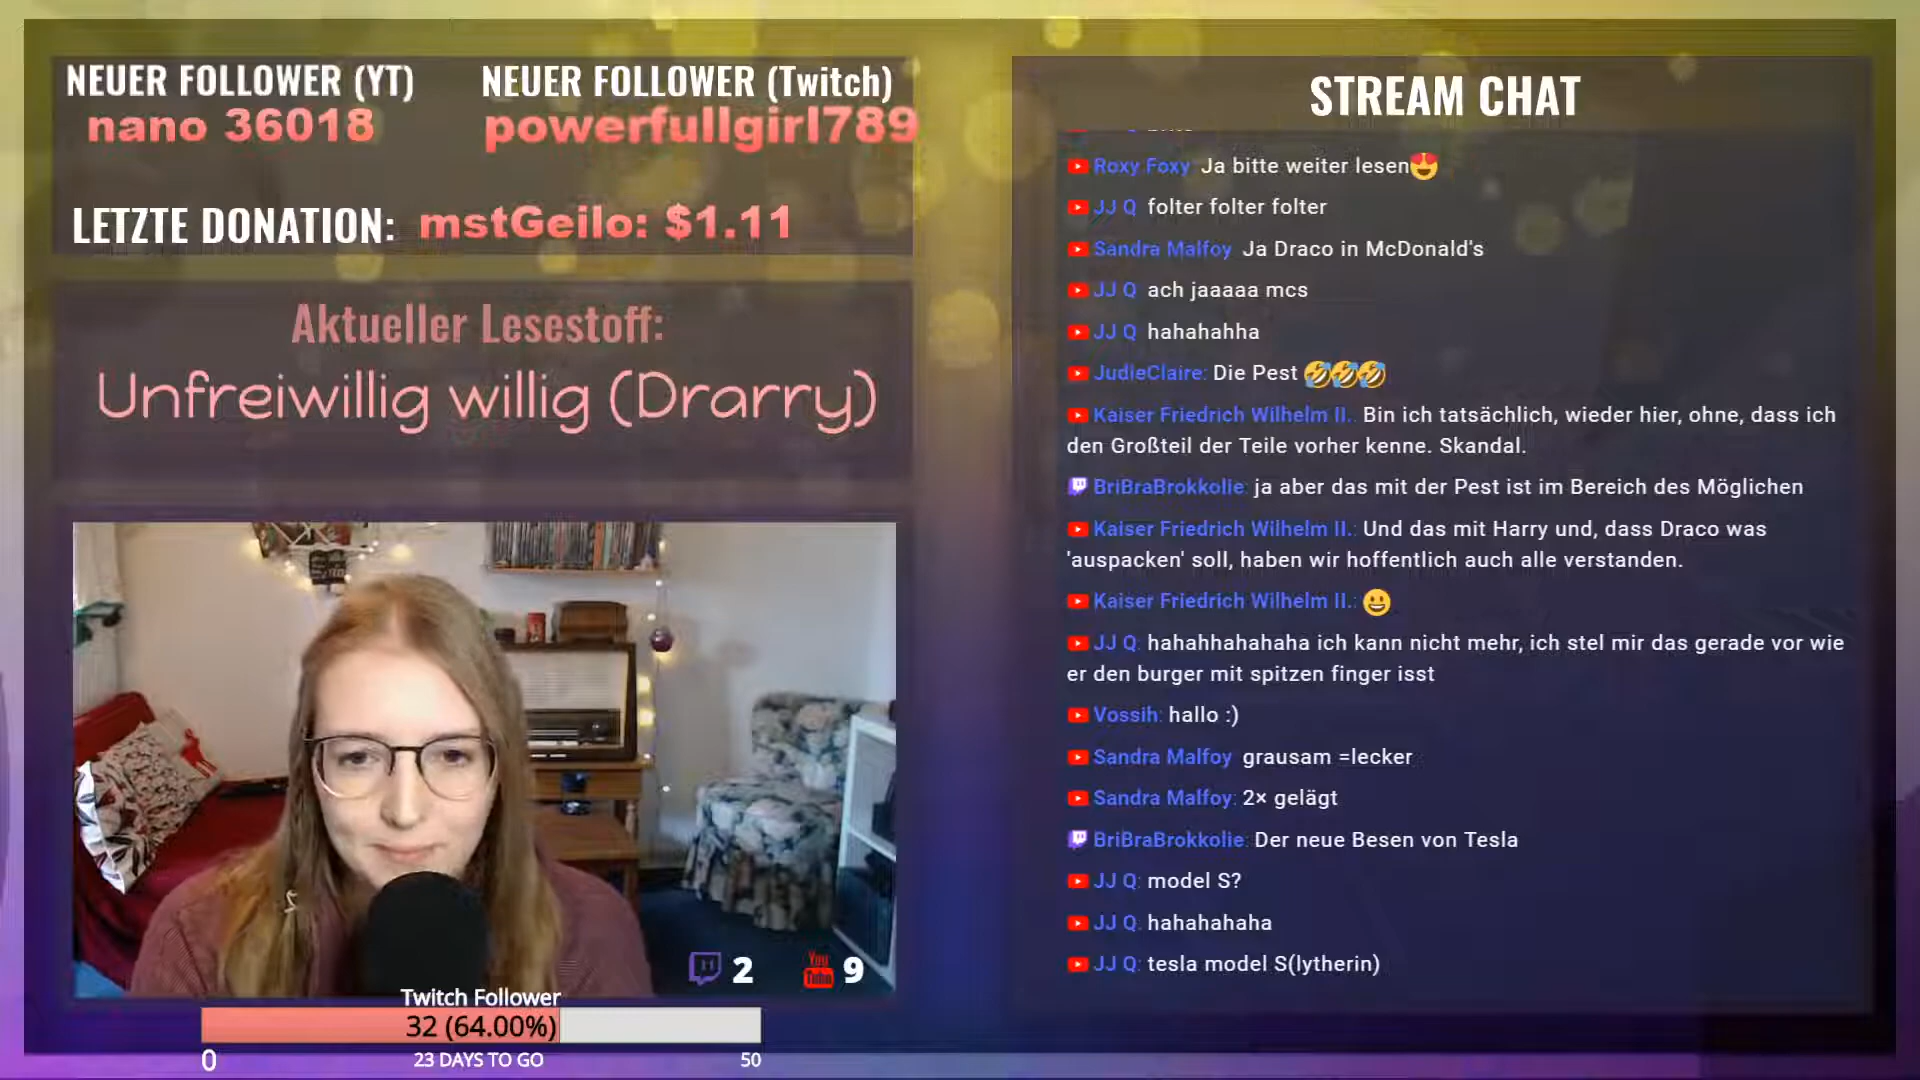 NEUER FOLLOWER (YT)
nano 36018
NEUER FOLLOWER (Twitch)
powerfullgirl789
LETZTE DONATION: mstGeilo: $1.11
Aktueller Lesestoff:
Unfreiwillig willig (Drarry)
2
You
Tube
9
Twitch Follower
32 (64.00%)
0
23 DAYS TO GO
50
STREAM CHAT
Roxy Foxy Ja bitte weiter lesen😍
JJ Q folter folter folter
Sandra Malfoy Ja Draco in McDonald's
JJ Q ach jaaaaa mcs
JJ Q hahahahha
JudieClaire: Die Pest 🤣🤣🤣
Kaiser Friedrich Wilhelm II.: Bin ich tatsächlich, wieder hier, ohne, dass ich
den Großteil der Teile vorher kenne. Skandal.
BriBraBrokkolie: ja aber das mit der Pest ist im Bereich des Möglichen
Kaiser Friedrich Wilhelm II.: Und das mit Harry und, dass Draco was
'auspacken' soll, haben wir hoffentlich auch alle verstanden.
Kaiser Friedrich Wilhelm II.: 😀
JJ Q: hahahhahahaha ich kann nicht mehr, ich stel mir das gerade vor wie
er den burger mit spitzen finger isst
Vossih: hallo :)
Sandra Malfoy grausam =lecker
Sandra Malfoy: 2× gelägt
BriBraBrokkolie: Der neue Besen von Tesla
JJ Q: model S?
JJ Q: hahahahaha
JJ Q: tesla model S(lytherin)